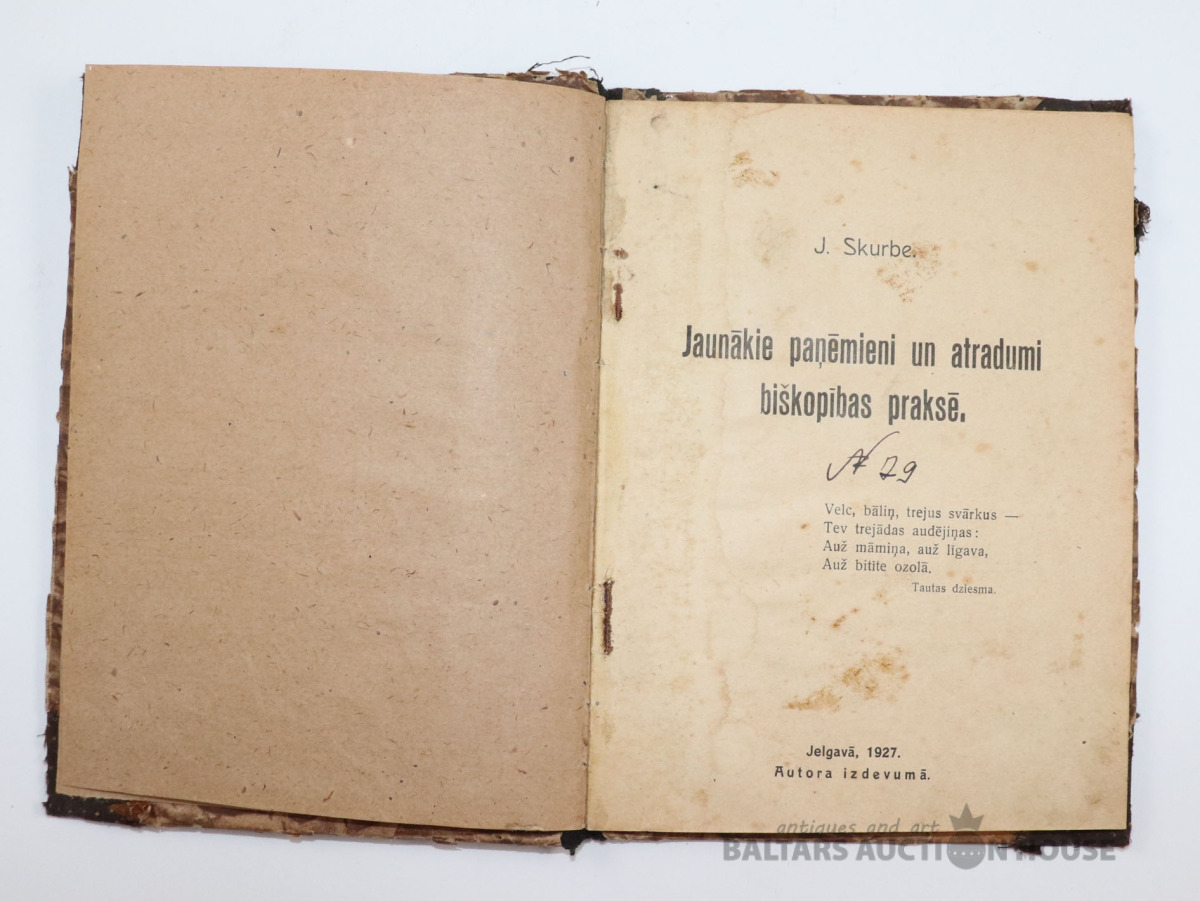 J. Skurbe.
Jaunākie paņēmieni un atradumi
biškopības praksē.
№ 29
Velc, bāliņ, trejus svārkus —
Tev trejādas audējiņas:
Auž māmiņa, auž līgava,
Auž bitīte ozolā.
Tautas dziesma.
Jelgavā, 1927.
Autora izdevumā.
antiques and art
BALTARS AUCTION HOUSE